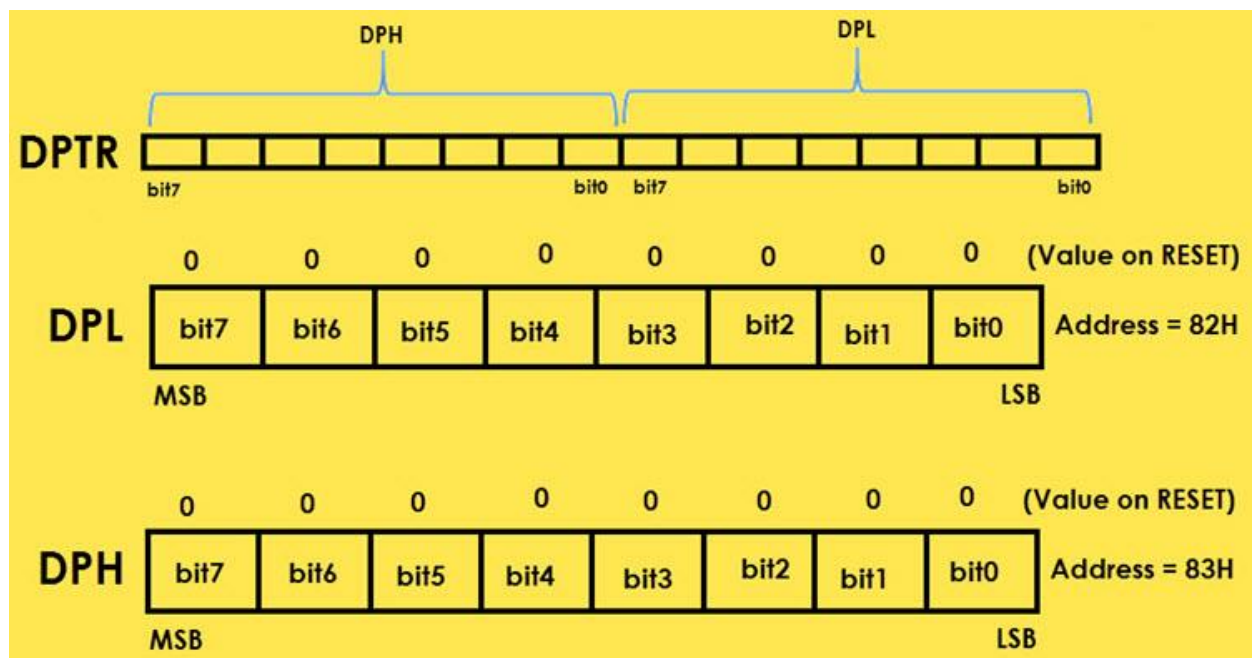 DPH DPL
DPTR
bit7 bit0 bit7 bit0
0 0 0 0 0 0 0 0 (Value on RESET)
DPL bit7 bit6 bit5 bit4 bit3 bit2 bit1 bit0 Address = 82H
MSB LSB
0 0 0 0 0 0 0 0 (Value on RESET)
DPH bit7 bit6 bit5 bit4 bit3 bit2 bit1 bit0 Address = 83H
MSB LSB